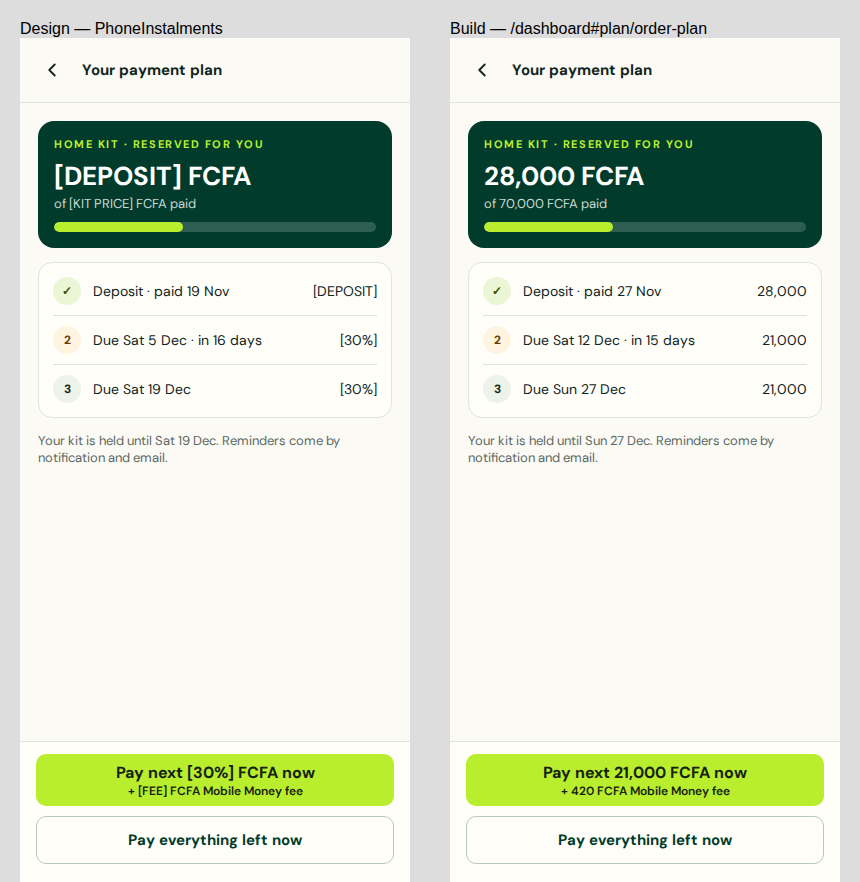 Design — PhoneInstalments
Your payment plan
HOME KIT · RESERVED FOR YOU
[DEPOSIT] FCFA
of [KIT PRICE] FCFA paid
✓ Deposit · paid 19 Nov [DEPOSIT]
2 Due Sat 5 Dec · in 16 days [30%]
3 Due Sat 19 Dec [30%]
Your kit is held until Sat 19 Dec. Reminders come by
notification and email.
Pay next [30%] FCFA now
+ [FEE] FCFA Mobile Money fee
Pay everything left now
Build — /dashboard#plan/order-plan
Your payment plan
HOME KIT · RESERVED FOR YOU
28,000 FCFA
of 70,000 FCFA paid
✓ Deposit · paid 27 Nov 28,000
2 Due Sat 12 Dec · in 15 days 21,000
3 Due Sun 27 Dec 21,000
Your kit is held until Sun 27 Dec. Reminders come by
notification and email.
Pay next 21,000 FCFA now
+ 420 FCFA Mobile Money fee
Pay everything left now